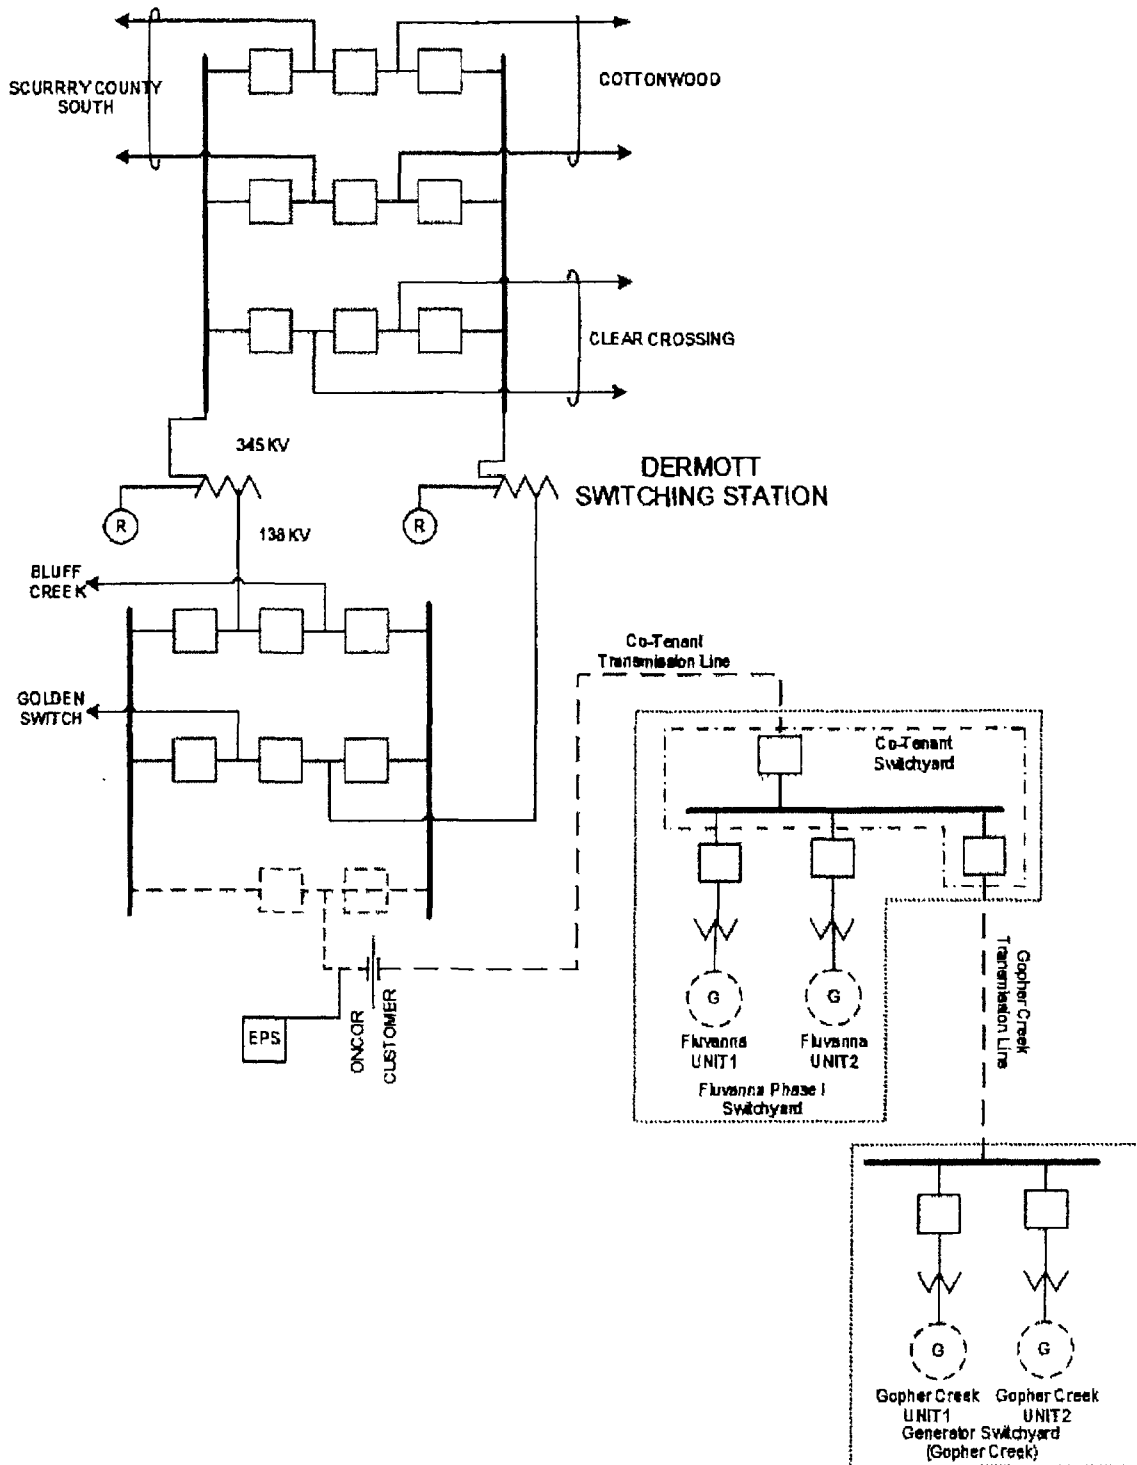 SCURRRY COUNTY
SOUTH
COTTONWOOD
CLEAR CROSSING
345 KV
DERMOTT
SWITCHING STATION
R
R
138 KV
BLUFF
CREEK
GOLDEN
SWITCH
Co-Tenant
Transmission Line
Co-Tenant
Switchyard
EPS
ONCOR
CUSTOMER
G
G
Fluvanna
UNIT1
Fluvanna
UNIT2
Fluvanna Phase I
Switchyard
Gopher Creek
Transmission Line
G
G
Gopher Creek
UNIT1
Gopher Creek
UNIT2
Generator Switchyard
(Gopher Creek)